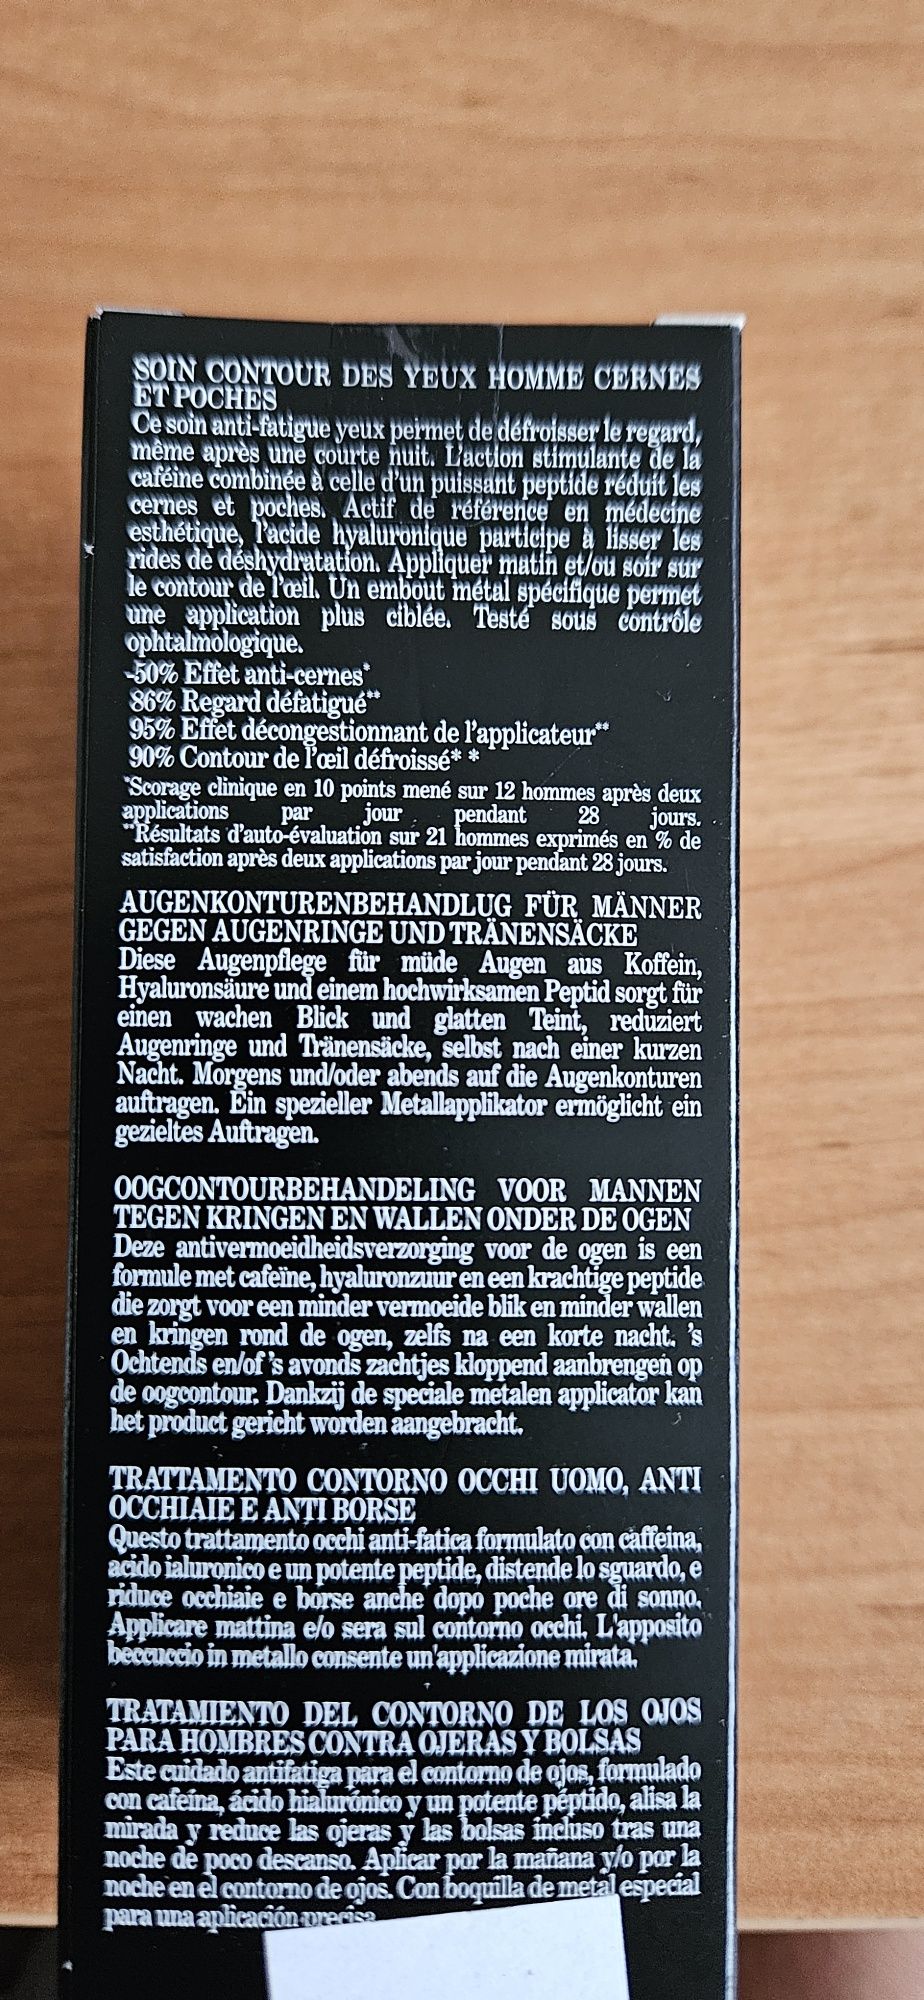 SOIN CONTOUR DES YEUX HOMME CERNES
ET POCHES
Ce soin anti-fatigue yeux permet de défroisser le regard,
même après une courte nuit. L'action stimulante de la
caféine combinée à celle d'un puissant peptide réduit les
cernes et poches. Actif de référence en médecine
esthétique, l'acide hyaluronique participe à lisser les
rides de déshydratation. Appliquer matin et/ou soir sur
le contour de l'œil. Un embout métal spécifique permet
une application plus ciblée. Testé sous contrôle
ophtalmologique.
-50% Effet anti-cernes*
86% Regard défatigué**
95% Effet décongestionnant de l'applicateur**
90% Contour de l'œil défroissé* *
*Scorage clinique en 10 points mené sur 12 hommes après deux
applications par jour pendant 28 jours.
**Résultats d'auto-évaluation sur 21 hommes exprimés en % de
satisfaction après deux applications par jour pendant 28 jours.
AUGENKONTURENBEHANDLUG FÜR MÄNNER
GEGEN AUGENRINGE UND TRÄNENSÄCKE
Diese Augenpflege für müde Augen aus Koffein,
Hyaluronsäure und einem hochwirksamen Peptid sorgt für
einen wachen Blick und glatten Teint, reduziert
Augenringe und Tränensäcke, selbst nach einer kurzen
Nacht. Morgens und/oder abends auf die Augenkonturen
auftragen. Ein spezieller Metallapplikator ermöglicht ein
gezieltes Auftragen.
OOGCONTOURBEHANDELING VOOR MANNEN
TEGEN KRINGEN EN WALLEN ONDER DE OGEN
Deze antivermoeidheidsverzorging voor de ogen is een
formule met cafeïne, hyaluronzuur en een krachtige peptide
die zorgt voor een minder vermoeide blik en minder wallen
en kringen rond de ogen, zelfs na een korte nacht. 's
Ochtends en/of 's avonds zachtjes kloppend aanbrengen op
de oogcontour. Dankzij de speciale metalen applicator kan
het product gericht worden aangebracht.
TRATTAMENTO CONTORNO OCCHI UOMO, ANTI
OCCHIAIE E ANTI BORSE
Questo trattamento occhi anti-fatica formulato con caffeina,
acido ialuronico e un potente peptide, distende lo sguardo, e
riduce occhiaie e borse anche dopo poche ore di sonno.
Applicare mattina e/o sera sul contorno occhi. L'apposito
beccuccio in metallo consente un'applicazione mirata.
TRATAMIENTO DEL CONTORNO DE LOS OJOS
PARA HOMBRES CONTRA OJERAS Y BOLSAS
Este cuidado antifatiga para el contorno de ojos, formulado
con cafeína, ácido hialurónico y un potente péptido, alisa la
mirada y reduce las ojeras y las bolsas incluso tras una
noche de poco descanso. Aplicar por la mañana y/o por la
noche en el contorno de ojos. Con boquilla de metal especial
para una aplicación precisa